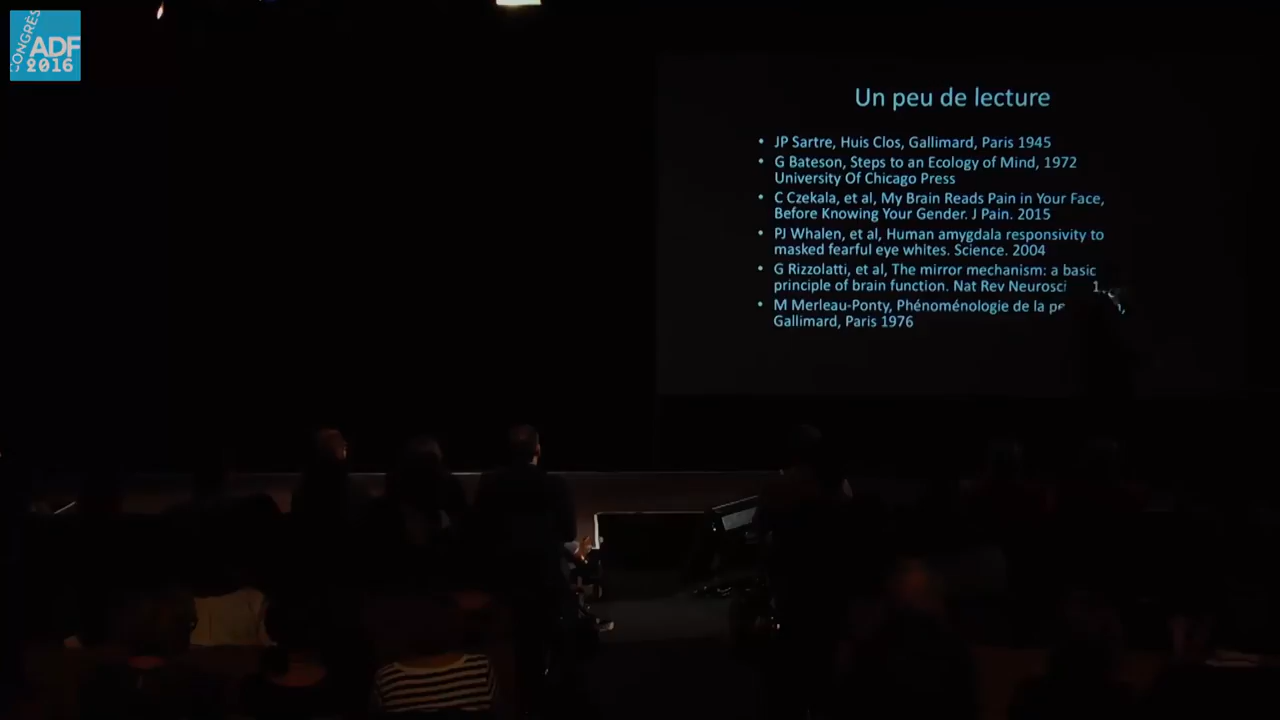 CONGRÈS
ADF
2016
Un peu de lecture
• JP Sartre, Huis Clos, Gallimard, Paris 1945
• G Bateson, Steps to an Ecology of Mind, 1972
University Of Chicago Press
• C Czekala, et al, My Brain Reads Pain in Your Face,
Before Knowing Your Gender. J Pain. 2015
• PJ Whalen, et al, Human amygdala responsivity to
masked fearful eye whites. Science. 2004
• G Rizzolatti, et al, The mirror mechanism: a basic
principle of brain function. Nat Rev Neurosci
• M Merleau-Ponty, Phénoménologie de la
Gallimard, Paris 1976